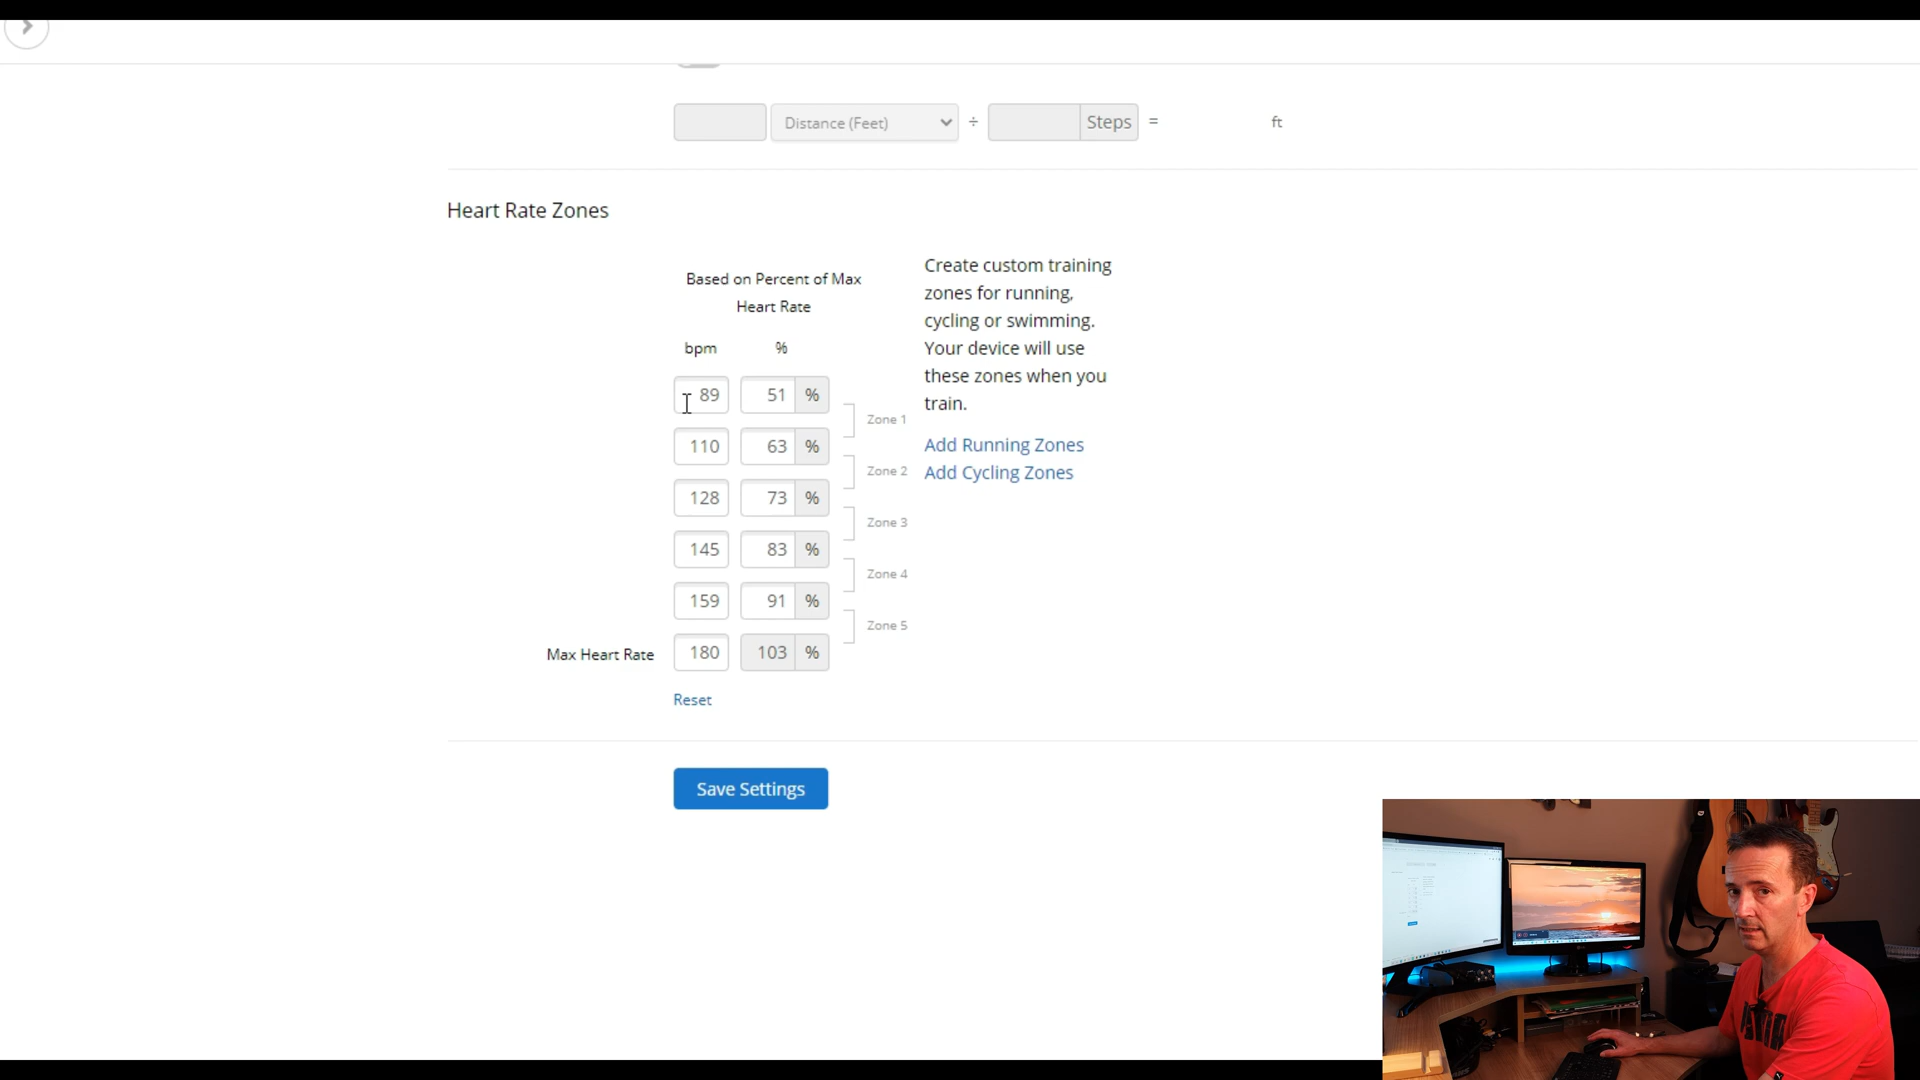 Distance (Feet) ÷ Steps = ft
Heart Rate Zones
Based on Percent of Max
Heart Rate
bpm %
89 51 %
Zone 1
110 63 %
Zone 2
128 73 %
Zone 3
145 83 %
Zone 4
159 91 %
Zone 5
Max Heart Rate 180 103 %
Reset
Create custom training
zones for running,
cycling or swimming.
Your device will use
these zones when you
train.
Add Running Zones
Add Cycling Zones
Save Settings